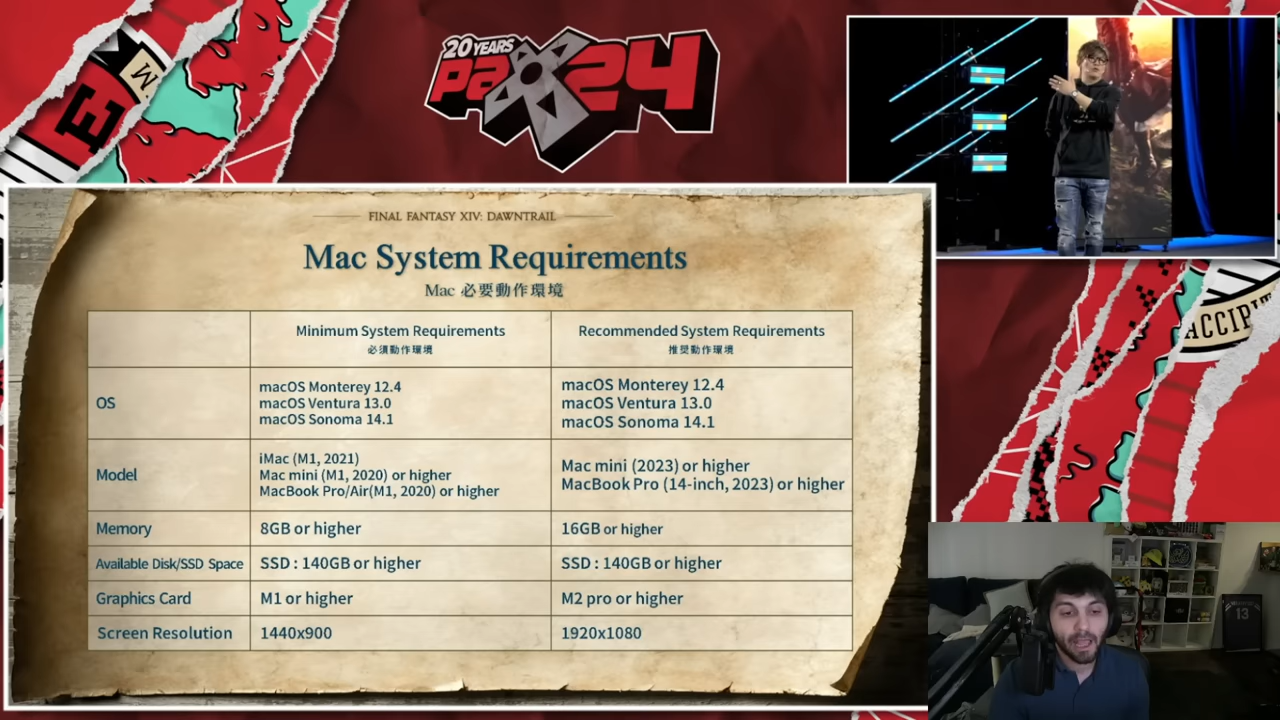 E
M
20 YEARS
PAX24
FINAL FANTASY XIV: DAWNTRAIL
Mac System Requirements
Mac 必要動作環境
Minimum System Requirements
必須動作環境
Recommended System Requirements
推奨動作環境
OS
macOS Monterey 12.4
macOS Ventura 13.0
macOS Sonoma 14.1
macOS Monterey 12.4
macOS Ventura 13.0
macOS Sonoma 14.1
Model
iMac (M1, 2021)
Mac mini (M1, 2020) or higher
MacBook Pro/Air(M1, 2020) or higher
Mac mini (2023) or higher
MacBook Pro (14-inch, 2023) or higher
Memory
8GB or higher
16GB or higher
Available Disk/SSD Space
SSD : 140GB or higher
SSD : 140GB or higher
Graphics Card
M1 or higher
M2 pro or higher
Screen Resolution
1440x900
1920x1080
ACCIPIT
13